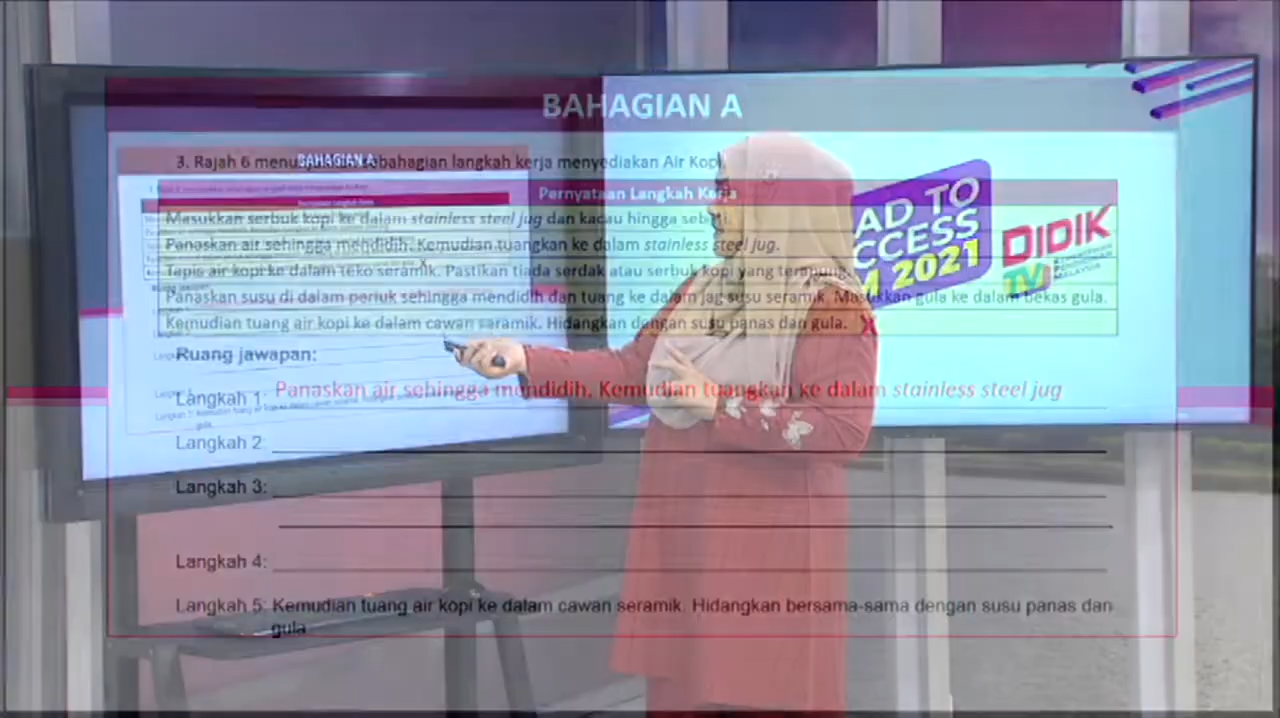 BAHAGIAN A
3. Rajah 6 langkah kerja menyediakan Air Kopi.
Pernyataan Langkah Kerja
Masukkan serbuk kopi ke dalam stainless steel jug dan kacau hingga sebati.
Panaskan air sehingga mendidih. Kemudian tuangkan ke dalam stainless steel jug.
Tapis air kopi ke dalam teko seramik. Pastikan tiada serdak atau serbuk kopi yang terapung.
Panaskan susu di dalam periuk sehingga mendidih dan tuang ke dalam jag susu seramik. Masukkan gula ke dalam bekas gula.
Kemudian tuang air kopi ke dalam cawan saramik. Hidangkan dengan susu panas dan gula. X
Ruang jawapan:
Langkah 1: Panaskan air sehingga mendidih. Kemudian tuangkan ke dalam stainless steel jug
Langkah 2:
Langkah 3:
Langkah 4:
Langkah 5: Kemudian tuang air kopi ke dalam cawan seramik. Hidangkan bersama-sama dengan susu panas dan
gula
BAHAGIAN A
AD TO
CCESS
M 2021
DIDIK
TV